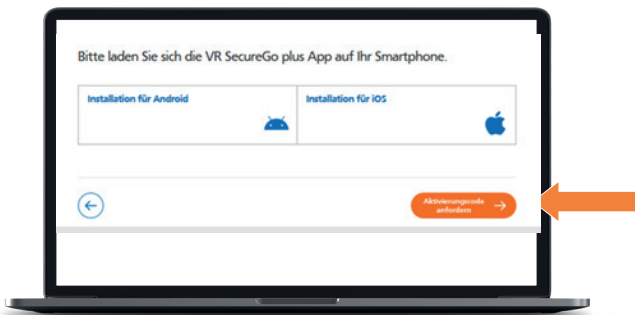 Bitte laden Sie sich die VR SecureGo plus App auf Ihr Smartphone.
Installation für Android
Installation für iOS
Aktivierungscode
anfordern